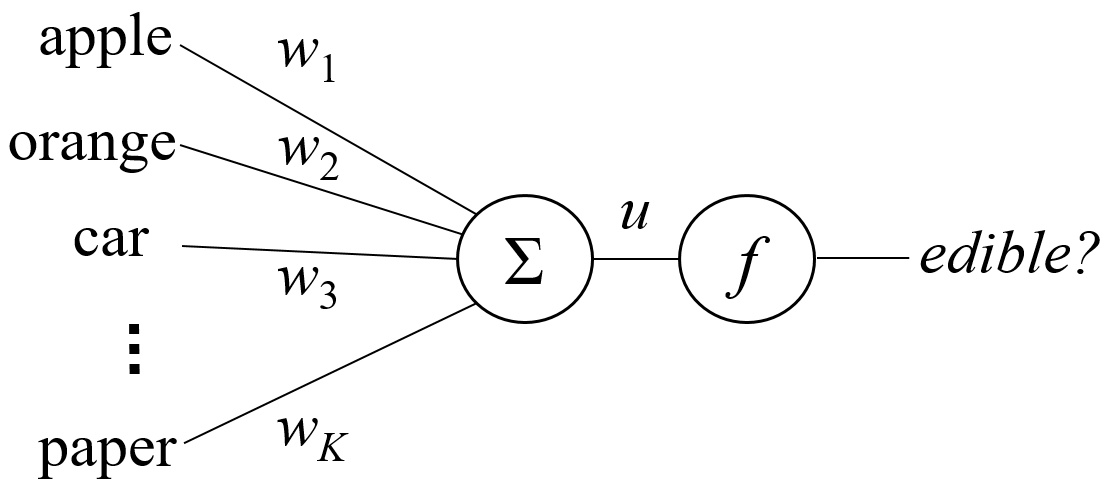 apple
w1
orange
w2
car
w3
⋮
paper
wK
Σ
u
f
edible?